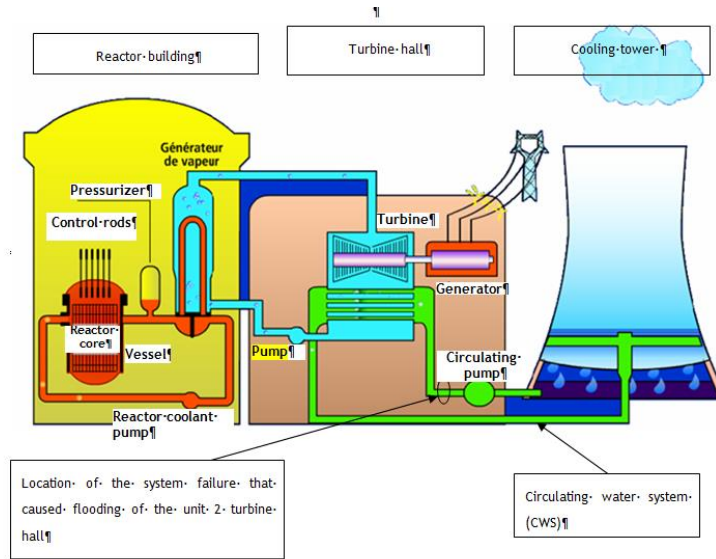 ¶
Reactor·building¶
Turbine·hall¶
Cooling·tower·¶
Générateur
de vapeur
Pressurizer¶
Control·rods¶
Turbine¶
Generator¶
Reactor·
core¶
Vessel¶
Pump¶
Circulating·
pump¶
Reactor·coolant·
pump¶
Location· of· the· system· failure· that·
caused· flooding· of· the· unit· 2· turbine·
hall¶
Circulating· water· system·
(CWS)¶